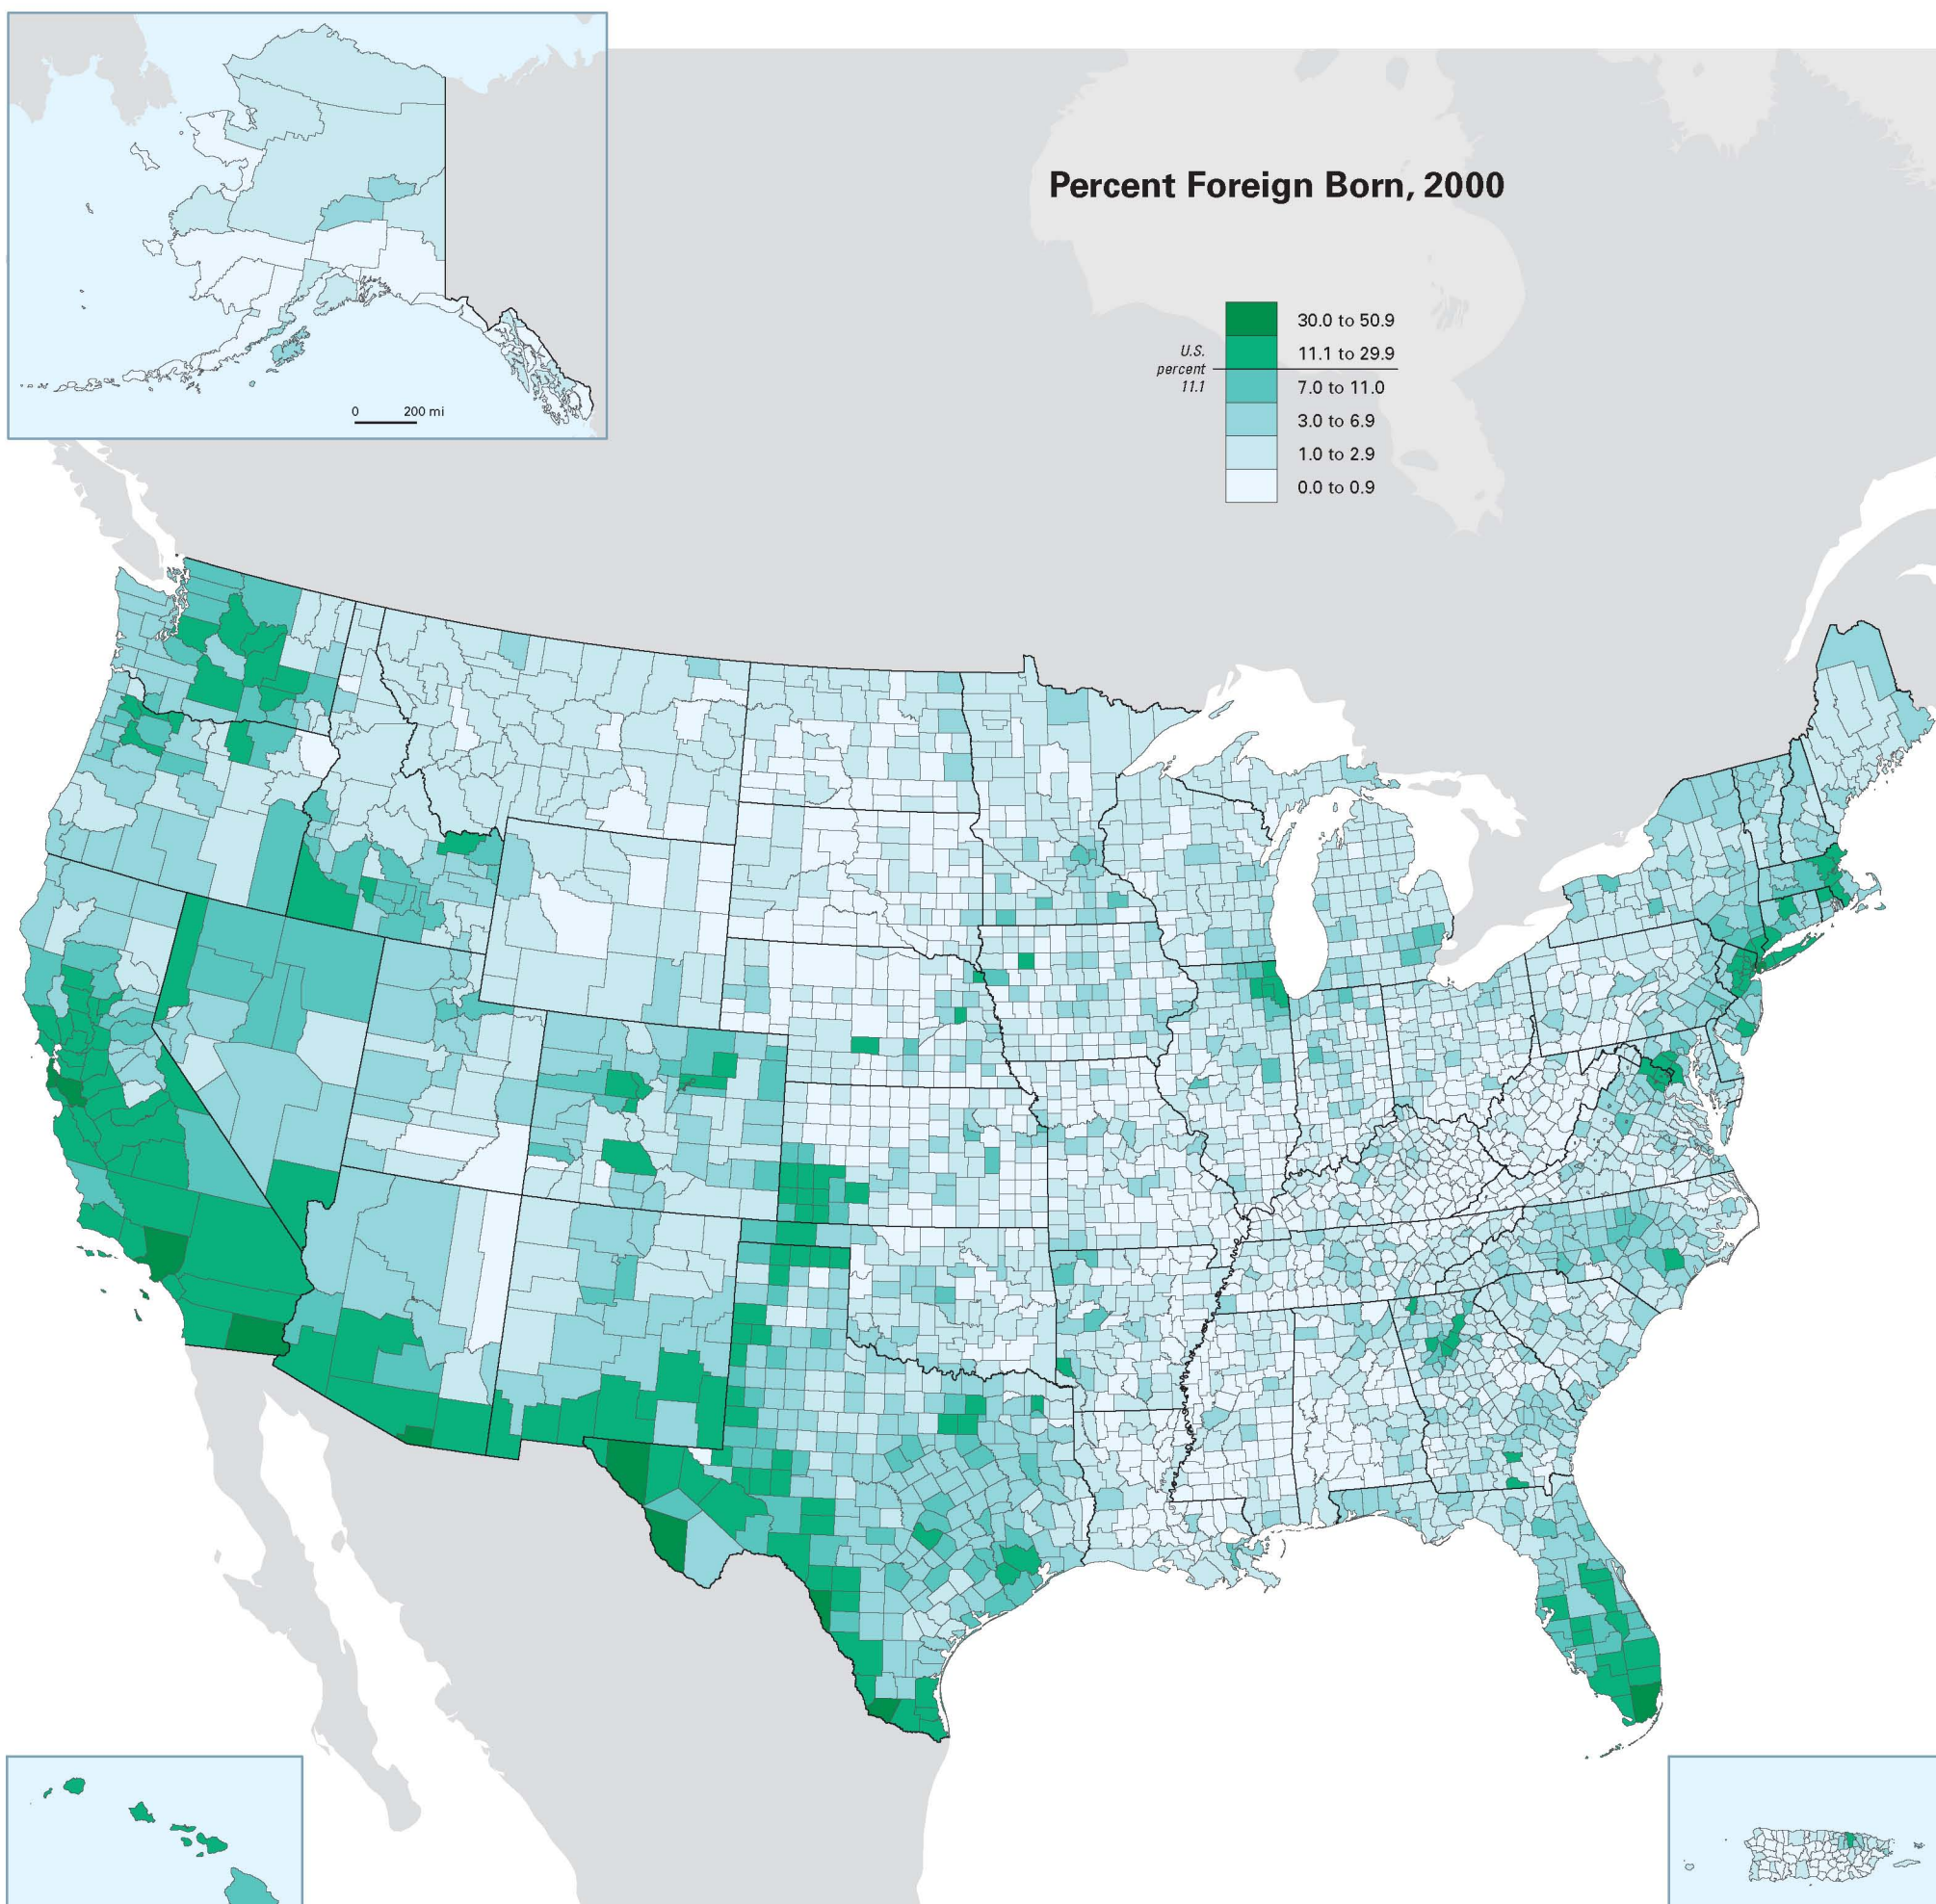 Percent Foreign Born, 2000
30.0 to 50.9
11.1 to 29.9
U.S.
percent
11.1
7.0 to 11.0
3.0 to 6.9
1.0 to 2.9
0.0 to 0.9
0 200 mi